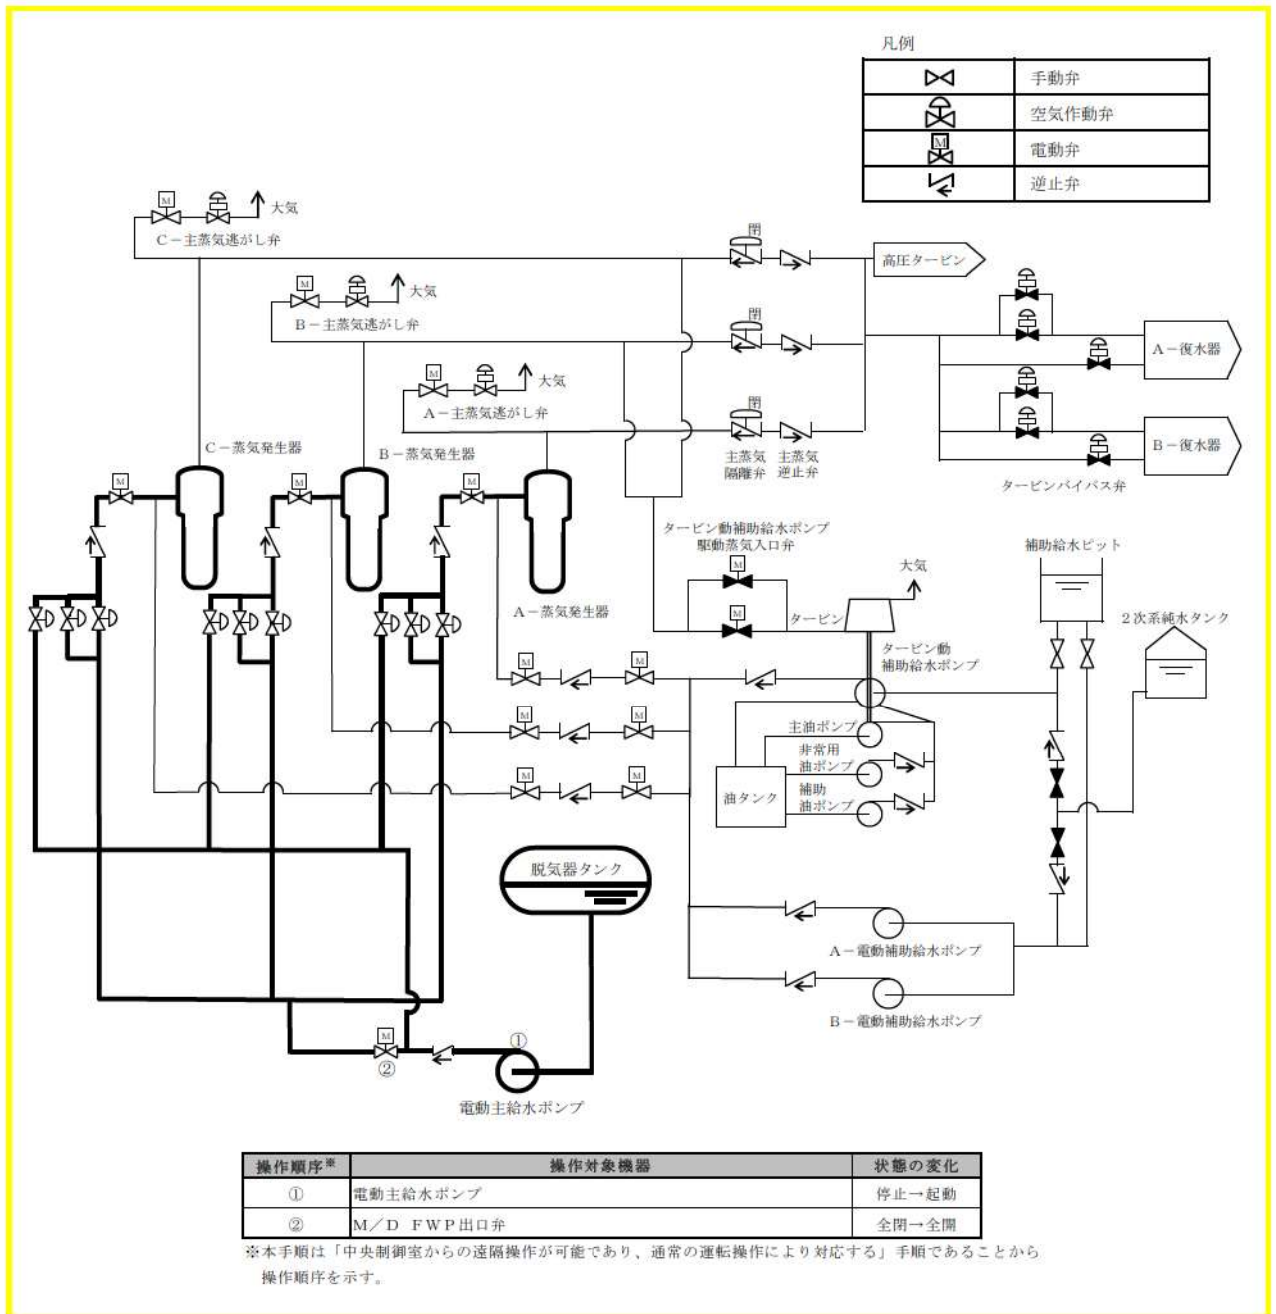 凡例
手動弁
空気作動弁
M
電動弁
逆止弁
M
大気
C－主蒸気逃がし弁
閉
高圧タービン
M
大気
B－主蒸気逃がし弁
閉
A－復水器
M
大気
A－主蒸気逃がし弁
閉
B－復水器
C－蒸気発生器
B－蒸気発生器
主蒸気
隔離弁
主蒸気
逆止弁
タービンバイパス弁
M
M
M
タービン動補助給水ポンプ
駆動蒸気入口弁
M
M
補助給水ピット
大気
A－蒸気発生器
タービン
2次系純水タンク
タービン動
補助給水ポンプ
M
M
M
M
主油ポンプ
非常用
油ポンプ
M
M
油タンク
補助
油ポンプ
脱気器タンク
A－電動補助給水ポンプ
B－電動補助給水ポンプ
M
②
①
電動主給水ポンプ
操作順序※
操作対象機器
状態の変化
①
電動主給水ポンプ
停止→起動
②
M／D FWP出口弁
全閉→全開
※本手順は「中央制御室からの遠隔操作が可能であり、通常の運転操作により対応する」手順であることから
操作順序を示す。